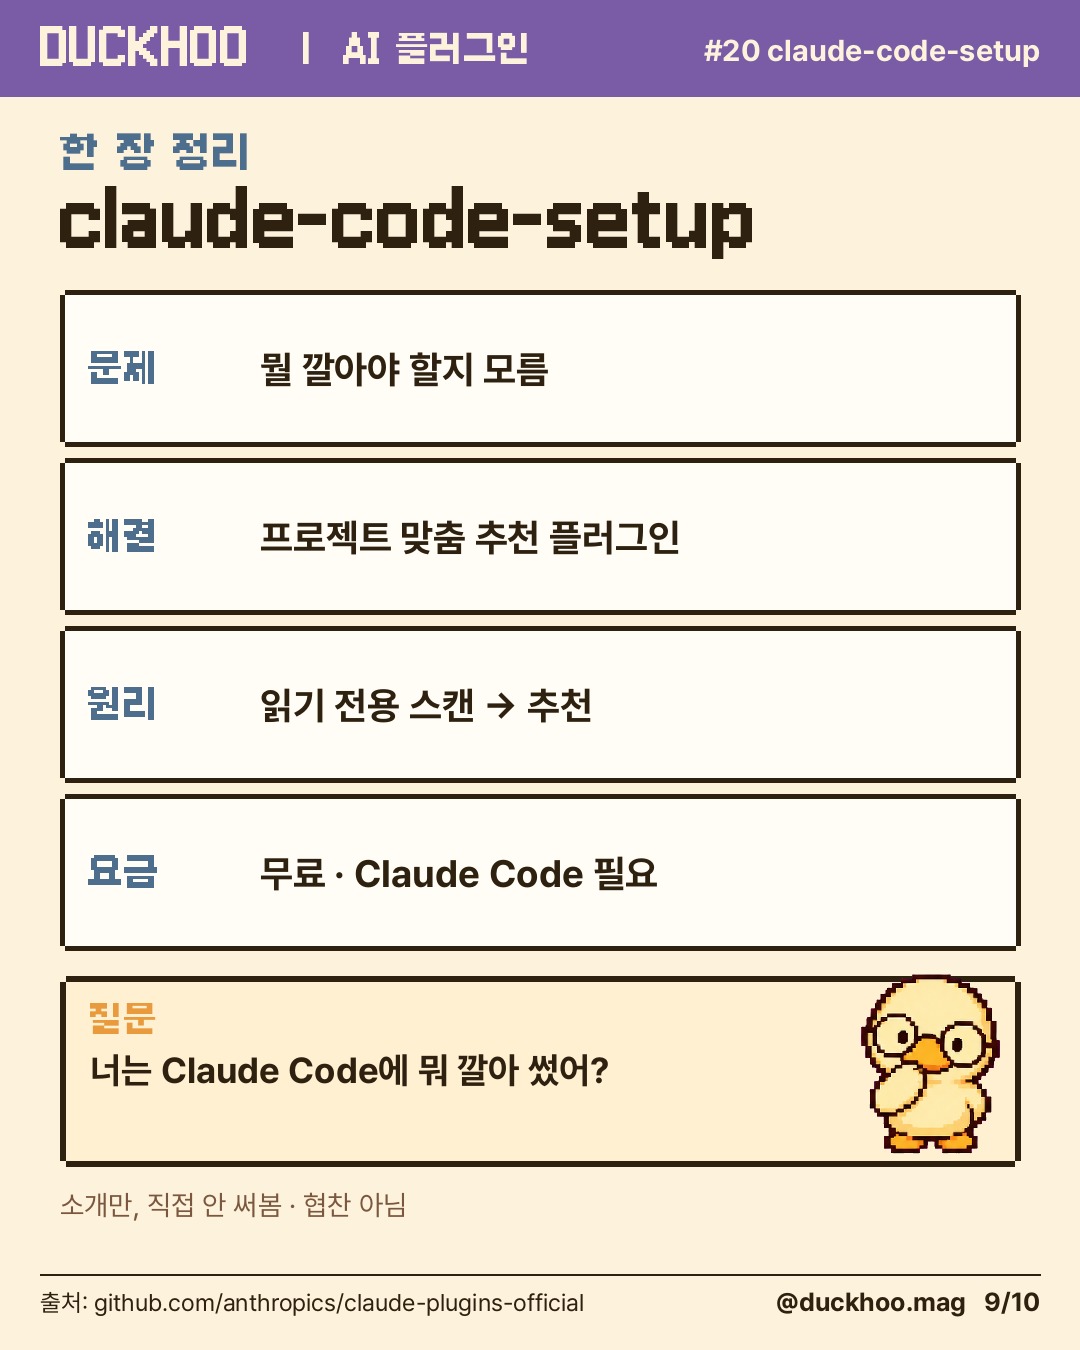 DUCKHOO | AI 플러그인 #20 claude-code-setup
한 장 정리
claude-code-setup
문제 뭘 깔아야 할지 모름
해결 프로젝트 맞춤 추천 플러그인
원리 읽기 전용 스캔 → 추천
요금 무료 · Claude Code 필요
질문
너는 Claude Code에 뭐 깔아 썼어?
소개만, 직접 안 써봄 · 협찬 아님
출처: github.com/anthropics/claude-plugins-official @duckhoo.mag 9/10